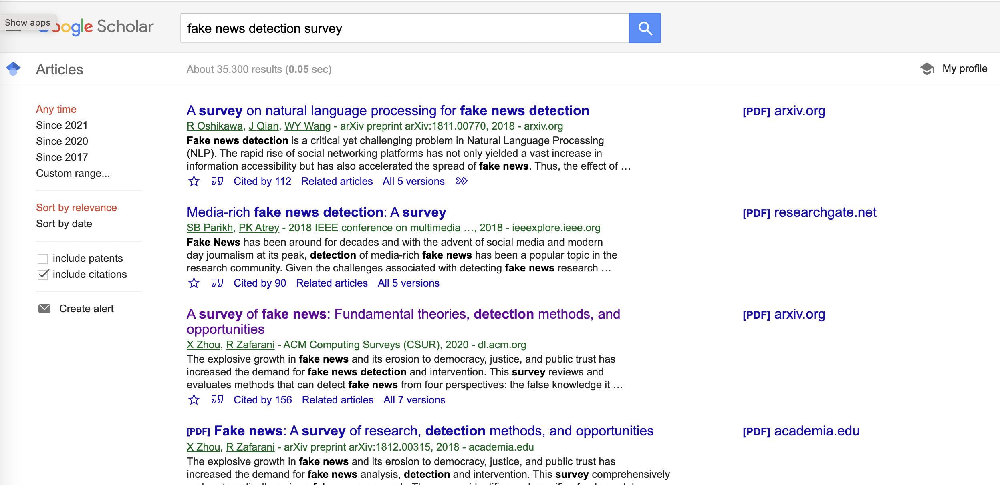 Show apps
Google Scholar
fake news detection survey
Articles
About 35,300 results (0.05 sec)
My profile
Any time
Since 2021
Since 2020
Since 2017
Custom range...
Sort by relevance
Sort by date
include patents
include citations
Create alert
A survey on natural language processing for fake news detection
[PDF] arxiv.org
R Oshikawa, J Qian, WY Wang - arXiv preprint arXiv:1811.00770, 2018 - arxiv.org
Fake news detection is a critical yet challenging problem in Natural Language Processing
(NLP). The rapid rise of social networking platforms has not only yielded a vast increase in
information accessibility but has also accelerated the spread of fake news. Thus, the effect of …
Cited by 112 Related articles All 5 versions
Media-rich fake news detection: A survey
[PDF] researchgate.net
SB Parikh, PK Atrey - 2018 IEEE conference on multimedia …, 2018 - ieeexplore.ieee.org
Fake News has been around for decades and with the advent of social media and modern
day journalism at its peak, detection of media-rich fake news has been a popular topic in the
research community. Given the challenges associated with detecting fake news research …
Cited by 90 Related articles All 5 versions
A survey of fake news: Fundamental theories, detection methods, and
opportunities
[PDF] arxiv.org
X Zhou, R Zafarani - ACM Computing Surveys (CSUR), 2020 - dl.acm.org
The explosive growth in fake news and its erosion to democracy, justice, and public trust has
increased the demand for fake news detection and intervention. This survey reviews and
evaluates methods that can detect fake news from four perspectives: the false knowledge it …
Cited by 156 Related articles All 7 versions
[PDF] Fake news: A survey of research, detection methods, and opportunities
[PDF] academia.edu
X Zhou, R Zafarani - arXiv preprint arXiv:1812.00315, 2018 - academia.edu
The explosive growth in fake news and its erosion to democracy, justice, and public trust has
increased the demand for fake news analysis, detection and intervention. This survey comprehensively